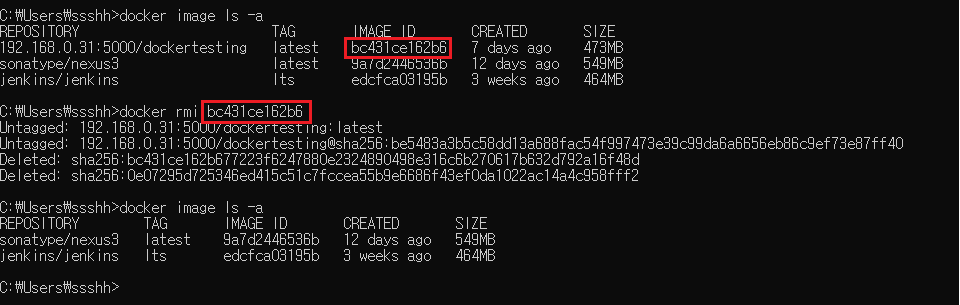 C:\Users\ssshh>docker image ls -a
REPOSITORY TAG IMAGE ID CREATED SIZE
192.168.0.31:5000/dockertesting latest bc431ce162b6 7 days ago 473MB
sonatype/nexus3 latest 9a7d2446536b 12 days ago 549MB
jenkins/jenkins lts edcfca03195b 3 weeks ago 464MB
C:\Users\ssshh>docker rmi bc431ce162b6
Untagged: 192.168.0.31:5000/dockertesting:latest
Untagged: 192.168.0.31:5000/dockertesting@sha256:be5483a3b5c58dd13a688fac54f997473e39c99da6a6656eb86c9ef73e87ff40
Deleted: sha256:bc431ce162b677223f6247880e2324890498e316c6b270617b632d792a16f48d
Deleted: sha256:0e07295d725346ed415c51c7fccea55b9e6686f43ef0da1022ac14a4c958fff2
C:\Users\ssshh>docker image ls -a
REPOSITORY TAG IMAGE ID CREATED SIZE
sonatype/nexus3 latest 9a7d2446536b 12 days ago 549MB
jenkins/jenkins lts edcfca03195b 3 weeks ago 464MB
C:\Users\ssshh>